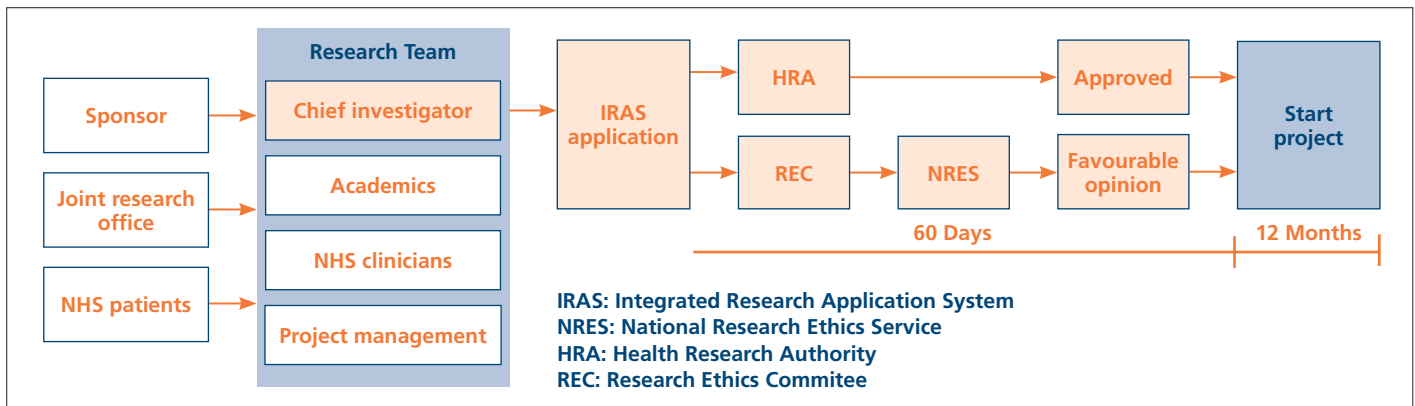 Sponsor
Joint research
office
NHS patients
Research Team
Chief investigator
Academics
NHS clinicians
Project management
IRAS
application
HRA
Approved
REC
NRES
Favourable
opinion
Start
project
60 Days
12 Months
IRAS: Integrated Research Application System
NRES: National Research Ethics Service
HRA: Health Research Authority
REC: Research Ethics Commitee